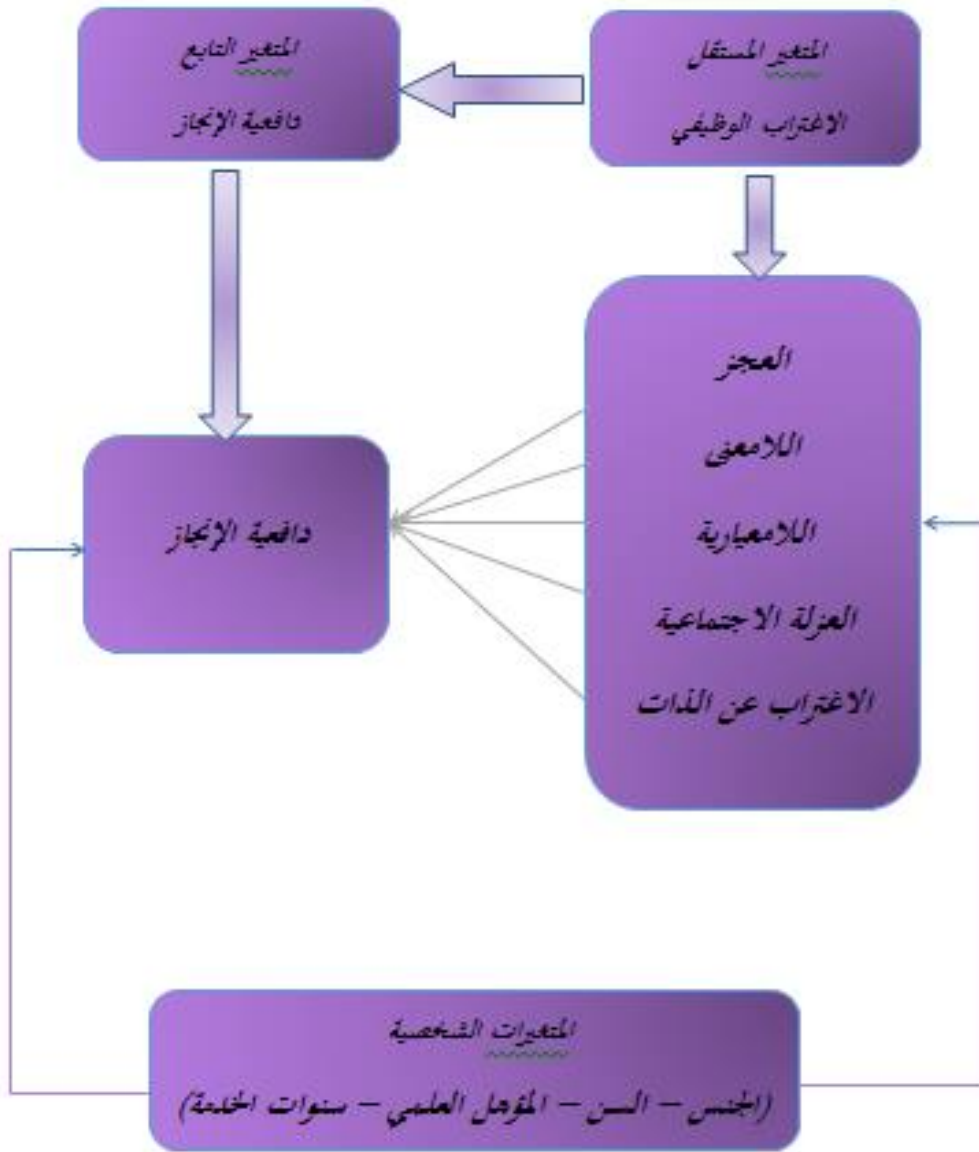 المتغير المستقل
الاغتراب الوظيفي
المتغير التابع
دافعية الإنجاز
العجز
اللامعنى
اللامعيارية
العزلة الاجتماعية
الاغتراب عن الذات
دافعية الإنجاز
المتغيرات الشخصية
(الجنس – السن – المؤهل العلمي – سنوات الخدمة)